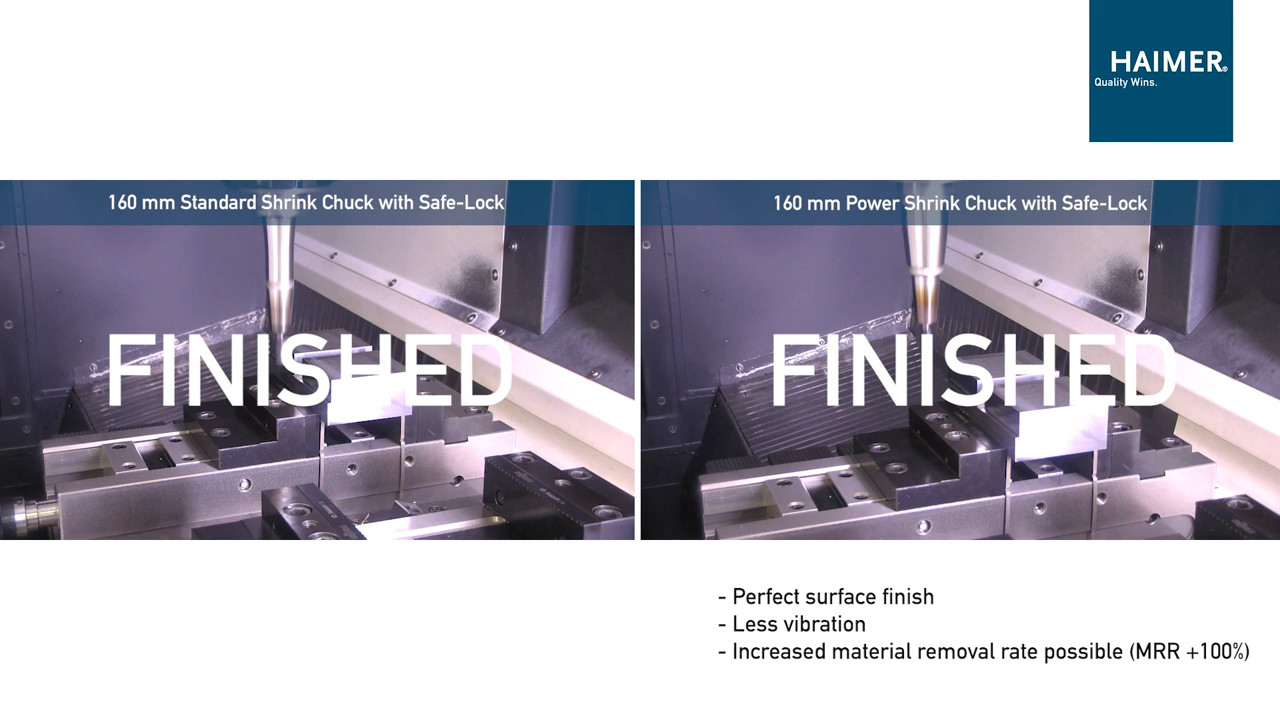 HAIMER®
Quality Wins.
160 mm Standard Shrink Chuck with Safe-Lock
FINISHED
160 mm Power Shrink Chuck with Safe-Lock
FINISHED
- Perfect surface finish
- Less vibration
- Increased material removal rate possible (MRR +100%)